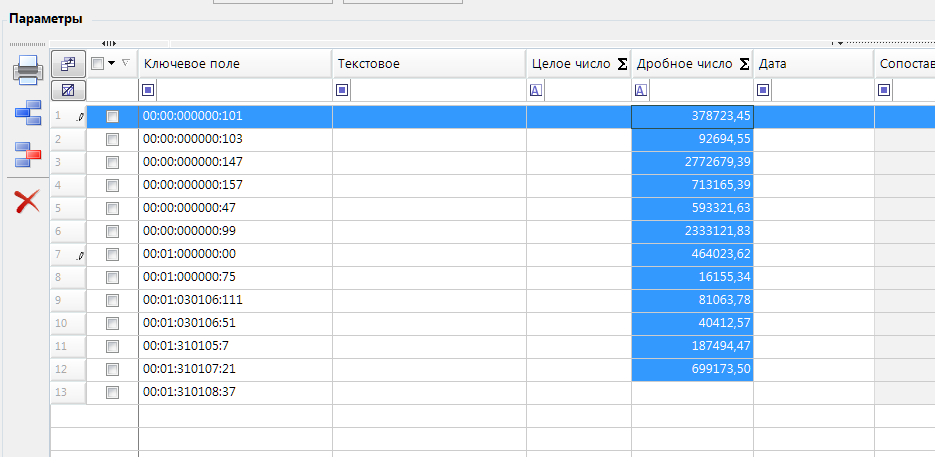 Параметры
Ключевое поле Текстовое Целое число Σ Дробное число Σ Дата Сопостав
A A
1 00:00:000000:101 378723,45
2 00:00:000000:103 92694,55
3 00:00:000000:147 2772679,39
4 00:00:000000:157 713165,39
5 00:00:000000:47 593321,63
6 00:00:000000:99 2333121,83
7 00:01:000000:00 464023,62
8 00:01:000000:75 16155,34
9 00:01:030106:111 81063,78
10 00:01:030106:51 40412,57
11 00:01:310105:7 187494,47
12 00:01:310107:21 699173,50
13 00:01:310108:37